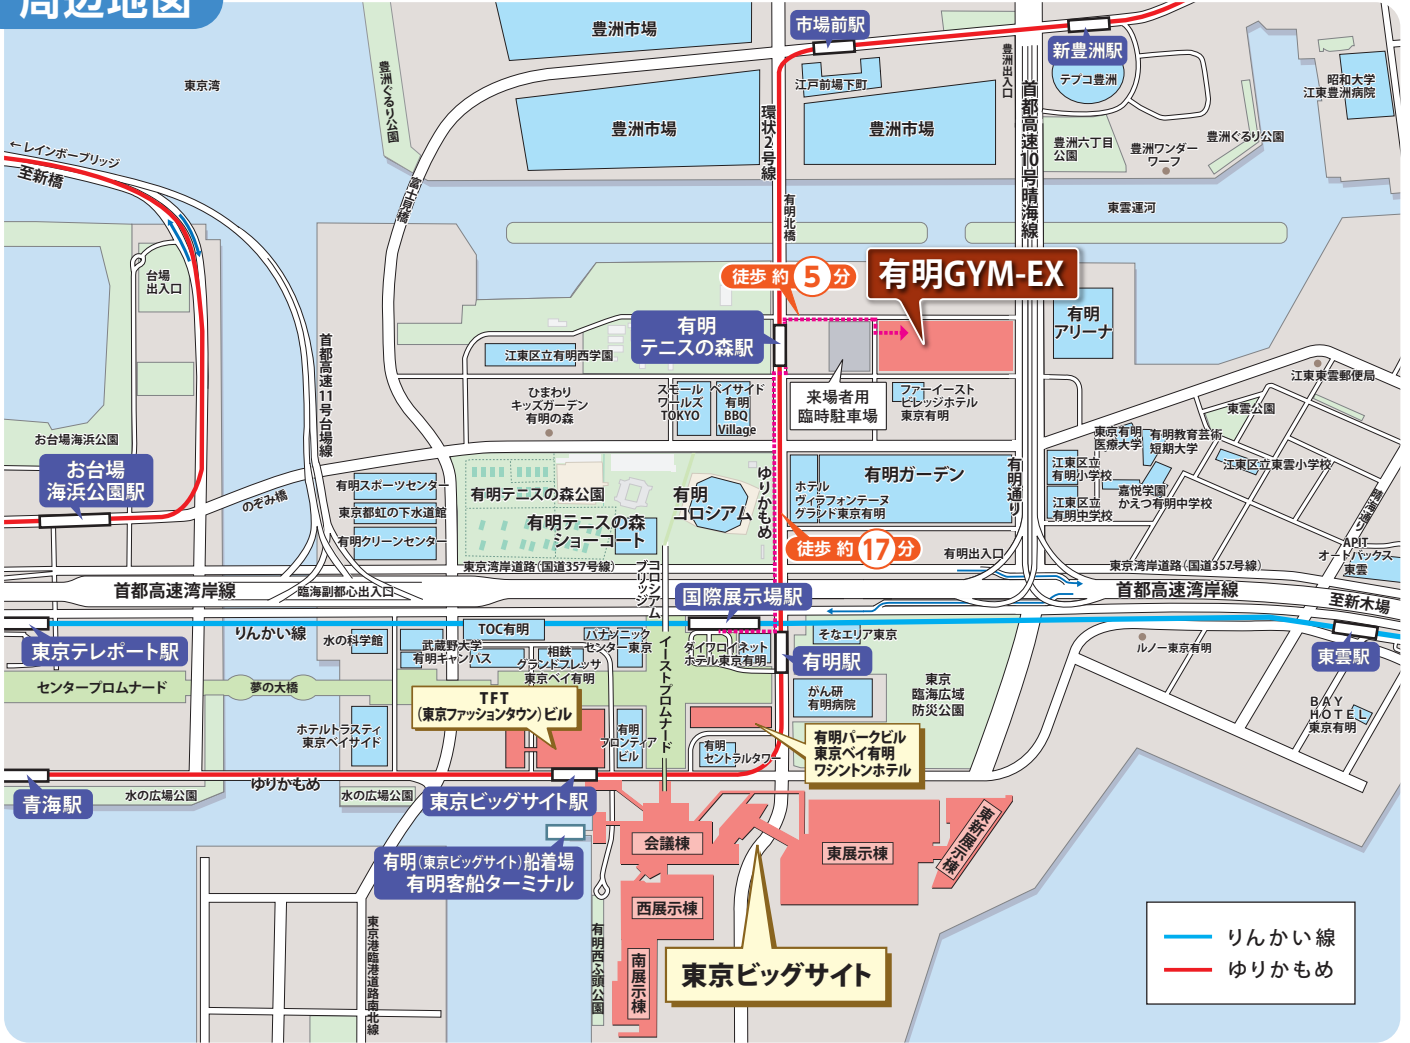 周辺地図
東京湾
豊洲ぐるり公園
豊洲市場
市場前駅
新豊洲駅
テプコ豊洲
昭和大学
江東豊洲病院
豊洲出入口
江戸前場下町
豊洲市場
豊洲市場
環状2号線
首都高速10号晴海線
豊洲六丁目
公園
豊洲ワンダー
ワーフ
豊洲ぐるり公園
←レインボーブリッジ
至新橋
富士見橋
有明北橋
東雲運河
台場
出入口
徒歩 約5分
有明GYM-EX
有明
アリーナ
有明
テニスの森駅
首都高速11号台場線
江東区立有明西学園
来場者用
臨時駐車場
ひまわり
キッズガーデン
有明の森
スモール
ワールズ
TOKYO
ベイサイド
有明
BBQ
Village
ファーイースト
ビレッジホテル
東京有明
江東東雲郵便局
東雲公園
お台場海浜公園
お台場
海浜公園駅
のぞみ橋
有明スポーツセンター
東京都虹の下水道館
有明クリーンセンター
有明テニスの森公園
有明テニスの森
ショーコート
有明
コロシアム
ゆりかもめ
ホテル
ヴィラフォンテーヌ
グランド東京有明
有明ガーデン
有明通り
東京有明
医療大学
有明教育芸術
短期大学
江東区立
有明小学校
江東区立
有明中学校
嘉悦学園
かえつ有明中学校
江東区立東雲小学校
晴海通り
APIT
オートバックス
東雲
徒歩 約17分
有明出入口
東京湾岸道路(国道357号線)
コロシアムブリッジ
東京湾岸道路(国道357号線)
首都高速湾岸線
臨海副都心出入口
国際展示場駅
首都高速湾岸線
至新木場
東京テレポート駅
りんかい線
水の科学館
武蔵野大学
有明キャンパス
TOC有明
相鉄
グランドフレッサ
東京ベイ有明
パナソニック
センター東京
イーストプロムナード
ダイワロイネット
ホテル東京有明
有明駅
そなエリア東京
ルノー東京有明
東雲駅
センタープロムナード
夢の大橋
TFT
(東京ファッションタウン)ビル
がん研
有明病院
東京
臨海広域
防災公園
BAY
HOTEL
東京有明
ホテルトラスティ
東京ベイサイド
有明
フロンティア
ビル
有明
セントラルタワー
有明パークビル
東京ベイ有明
ワシントンホテル
青海駅
水の広場公園
ゆりかもめ
水の広場公園
東京ビッグサイト駅
有明(東京ビッグサイト)船着場
有明客船ターミナル
会議棟
東展示棟
東新展示棟
西展示棟
南展示棟
有明西ふ頭公園
東京港臨港道路南北線
東京ビッグサイト
りんかい線
ゆりかもめ